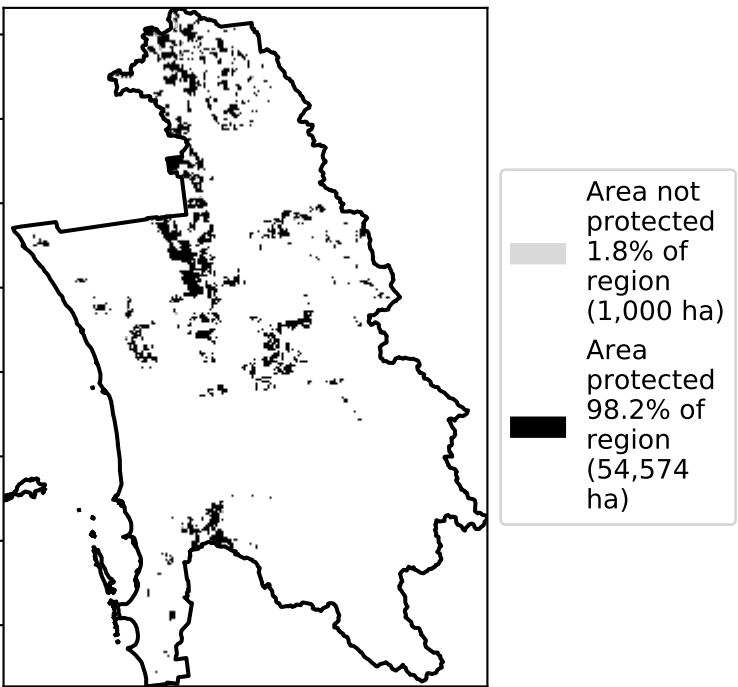 Area not
protected
1.8% of
region
(1,000 ha)
Area
protected
98.2% of
region
(54,574
ha)